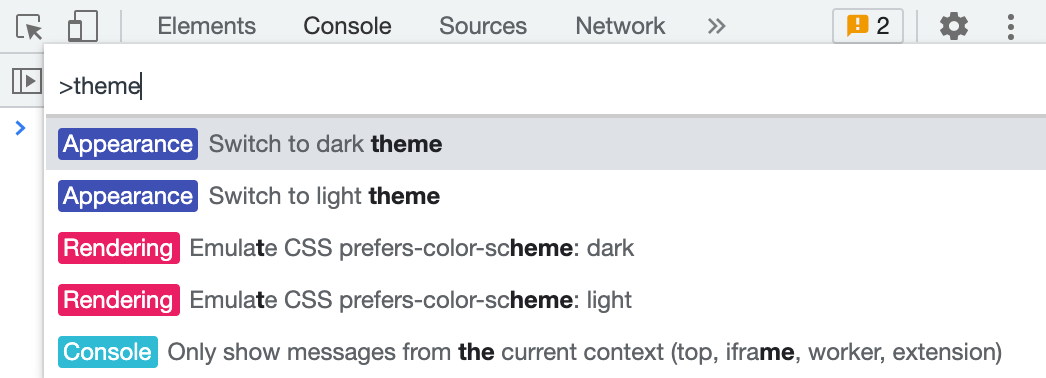 Elements Console Sources Network » 2
>theme
Appearance Switch to dark theme
Appearance Switch to light theme
Rendering Emulate CSS prefers-color-scheme: dark
Rendering Emulate CSS prefers-color-scheme: light
Console Only show messages from the current context (top, iframe, worker, extension)